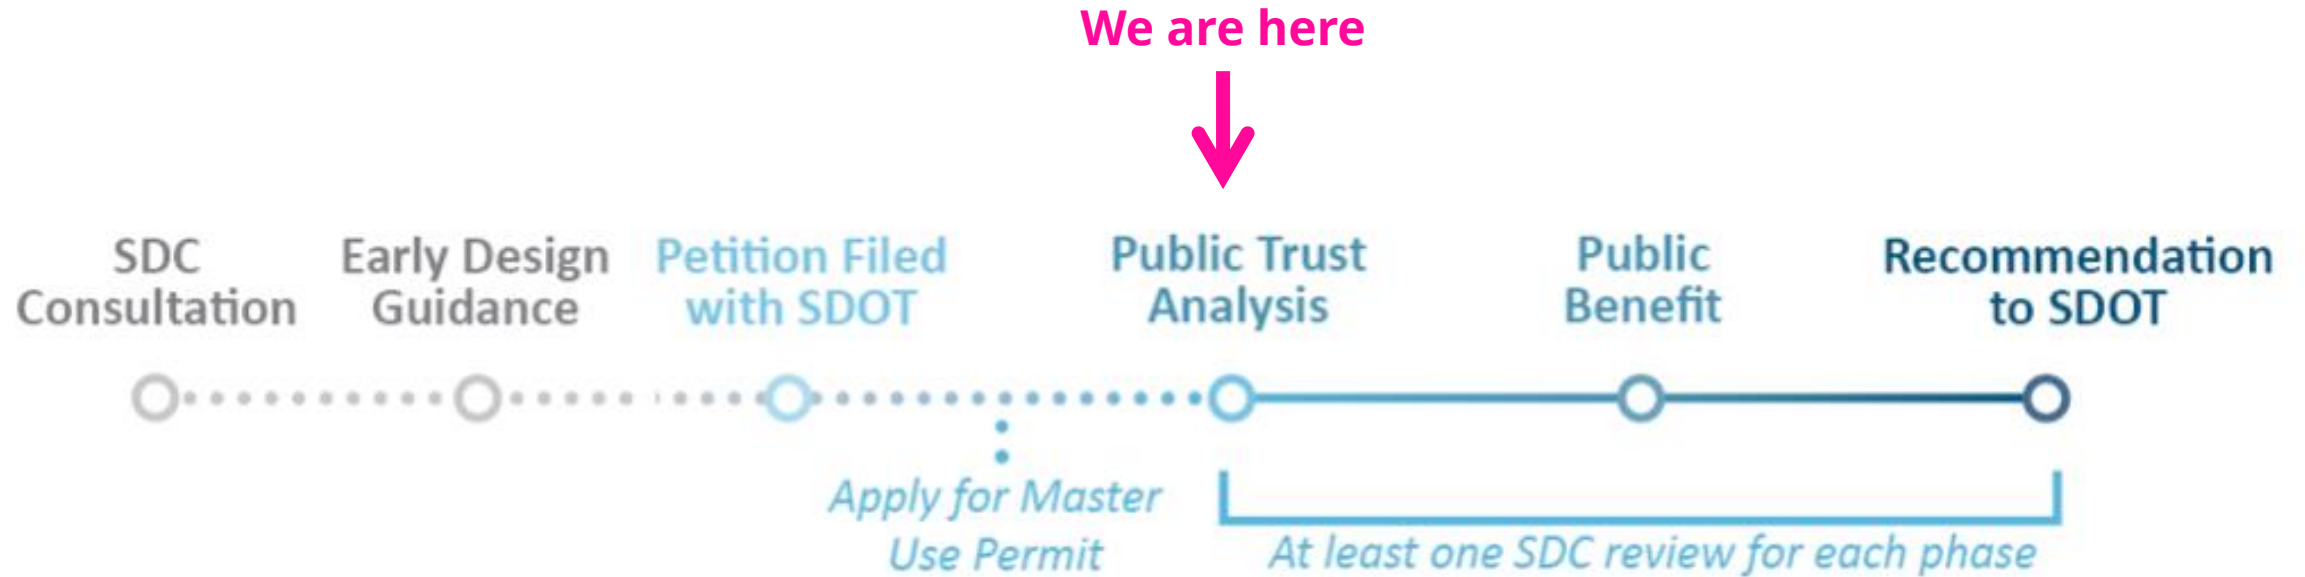 We are here
SDC
Consultation
Early Design
Guidance
Petition Filed
with SDOT
Public Trust
Analysis
Public
Benefit
Recommendation
to SDOT
Apply for Master
Use Permit
At least one SDC review for each phase